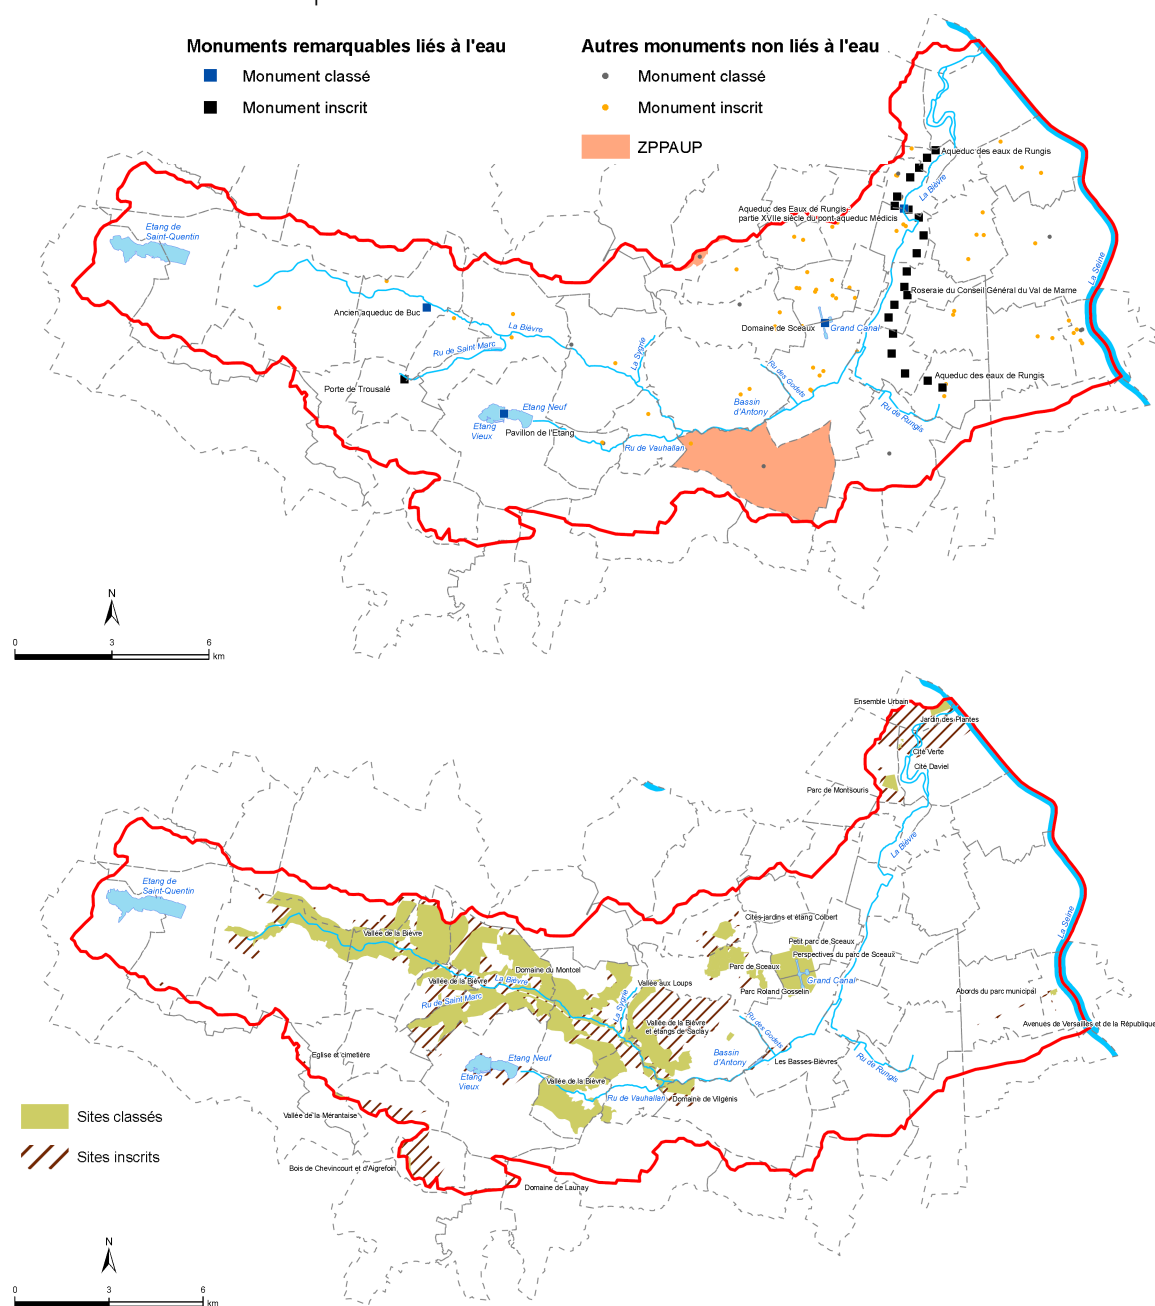 Monuments remarquables liés à l'eau
Monument classé
Monument inscrit
Autres monuments non liés à l'eau
Monument classé
Monument inscrit
ZPPAUP
Aqueduc des eaux de Rungis
La Bièvre
Aqueduc des Eaux de Rungis-
partie XVIIe siècle du pont-aqueduc Médicis
Etang de
Saint-Quentin
La Seine
Roseraie du Conseil Général du Val de Marne
Ancien aqueduc de Buc
La Bièvre
Domaine de Sceaux
Grand Canal
Ru de Saint Marc
La Sygrie
Ru des Godets
Porte de Trousalé
Aqueduc des eaux de Rungis
Etang Neuf
Bassin
d'Antony
Ru de Rungis
Etang
Vieux
Pavillon de l'Etang
Ru de Vauhallan
N
0 3 6
km
Ensemble Urbain
Jardin des Plantes
Cité Verte
Cité Daviel
Parc de Montsouris
La Bièvre
Etang de
Saint-Quentin
La Seine
Cités-jardins et étang Colbert
Vallée de la Bièvre
Petit parc de Sceaux
Perspectives du parc de Sceaux
Domaine du Montcel
Parc de Sceaux
Vallée de la Bièvre
La Bièvre
Vallée aux Loups
Grand Canal
Parc Roland Gosselin
Abords du parc municipal
Ru de Saint Marc
La Sygrie
Vallée de la Bièvre
et étangs de Saclay
Ru des Godets
Avenues de Versailles et de la République
Eglise et cimetière
Etang Neuf
Bassin
d'Antony
Les Basses-Bièvres
Ru de Rungis
Etang
Vieux
Vallée de la Bièvre
Ru de Vauhallan
Domaine de Vilgénis
Vallée de la Mérantaise
Sites classés
Sites inscrits
Bois de Chevincourt et d'Aigrefoin
Domaine de Launay
N
0 3 6
km